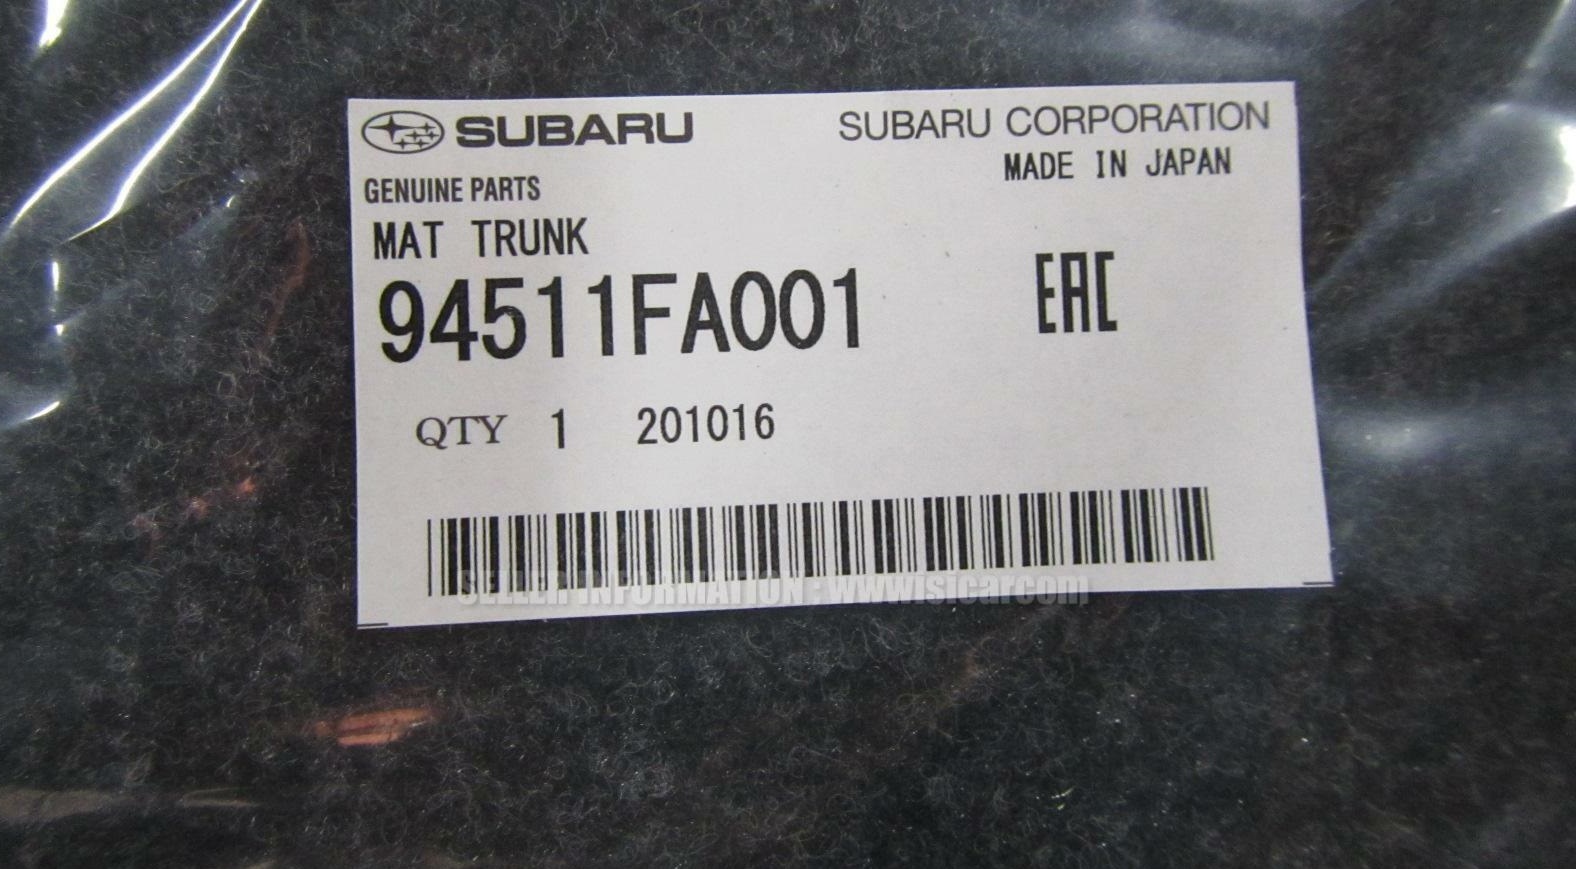 SUBARU
SUBARU CORPORATION
MADE IN JAPAN
GENUINE PARTS
MAT TRUNK
94511FA001
EAC
QTY 1 201016
SELLER INFORMATION : www.isicar.com